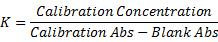 K = Calibration Concentration / Calibration Abs − Blank Abs